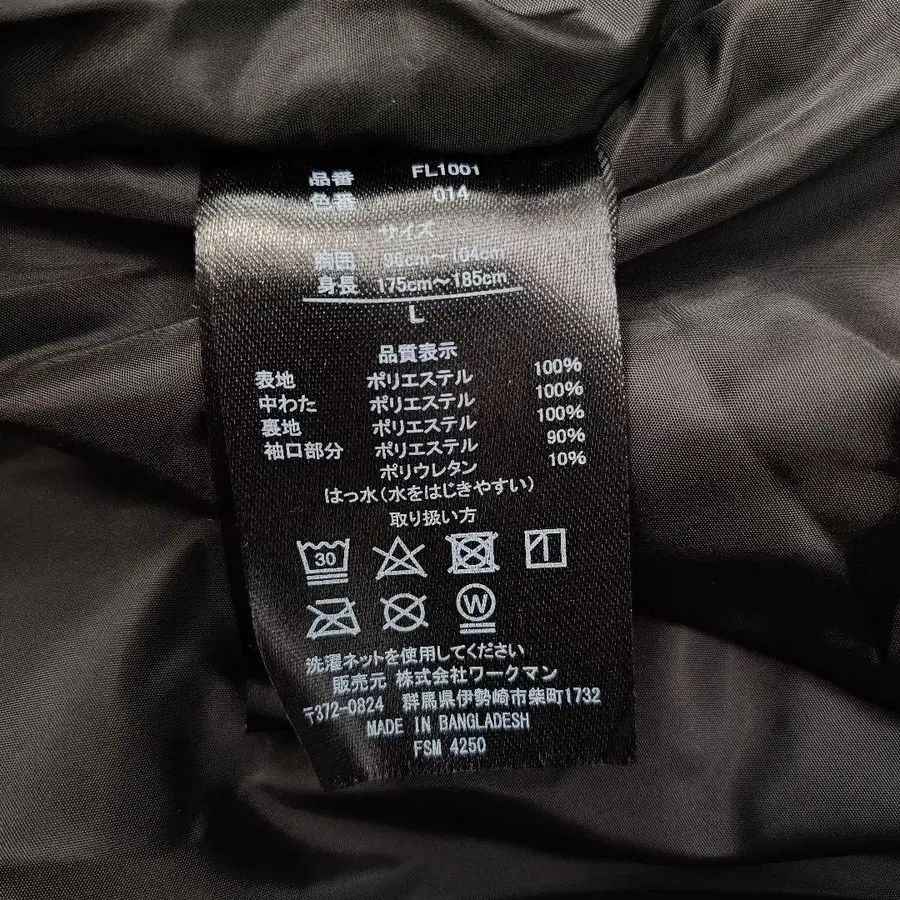 品番 FL1001
色番 014
サイズ
胸囲 96cm～104cm
身長 175cm～185cm
L
品質表示
表地 ポリエステル 100%
中わた ポリエステル 100%
裏地 ポリエステル 100%
袖口部分 ポリエステル 90%
ポリウレタン 10%
はっ水(水をはじきやすい)
取り扱い方
30
W
洗濯ネットを使用してください
販売元 株式会社ワークマン
〒372-0824 群馬県伊勢崎市柴町1732
MADE IN BANGLADESH
FSM 4250